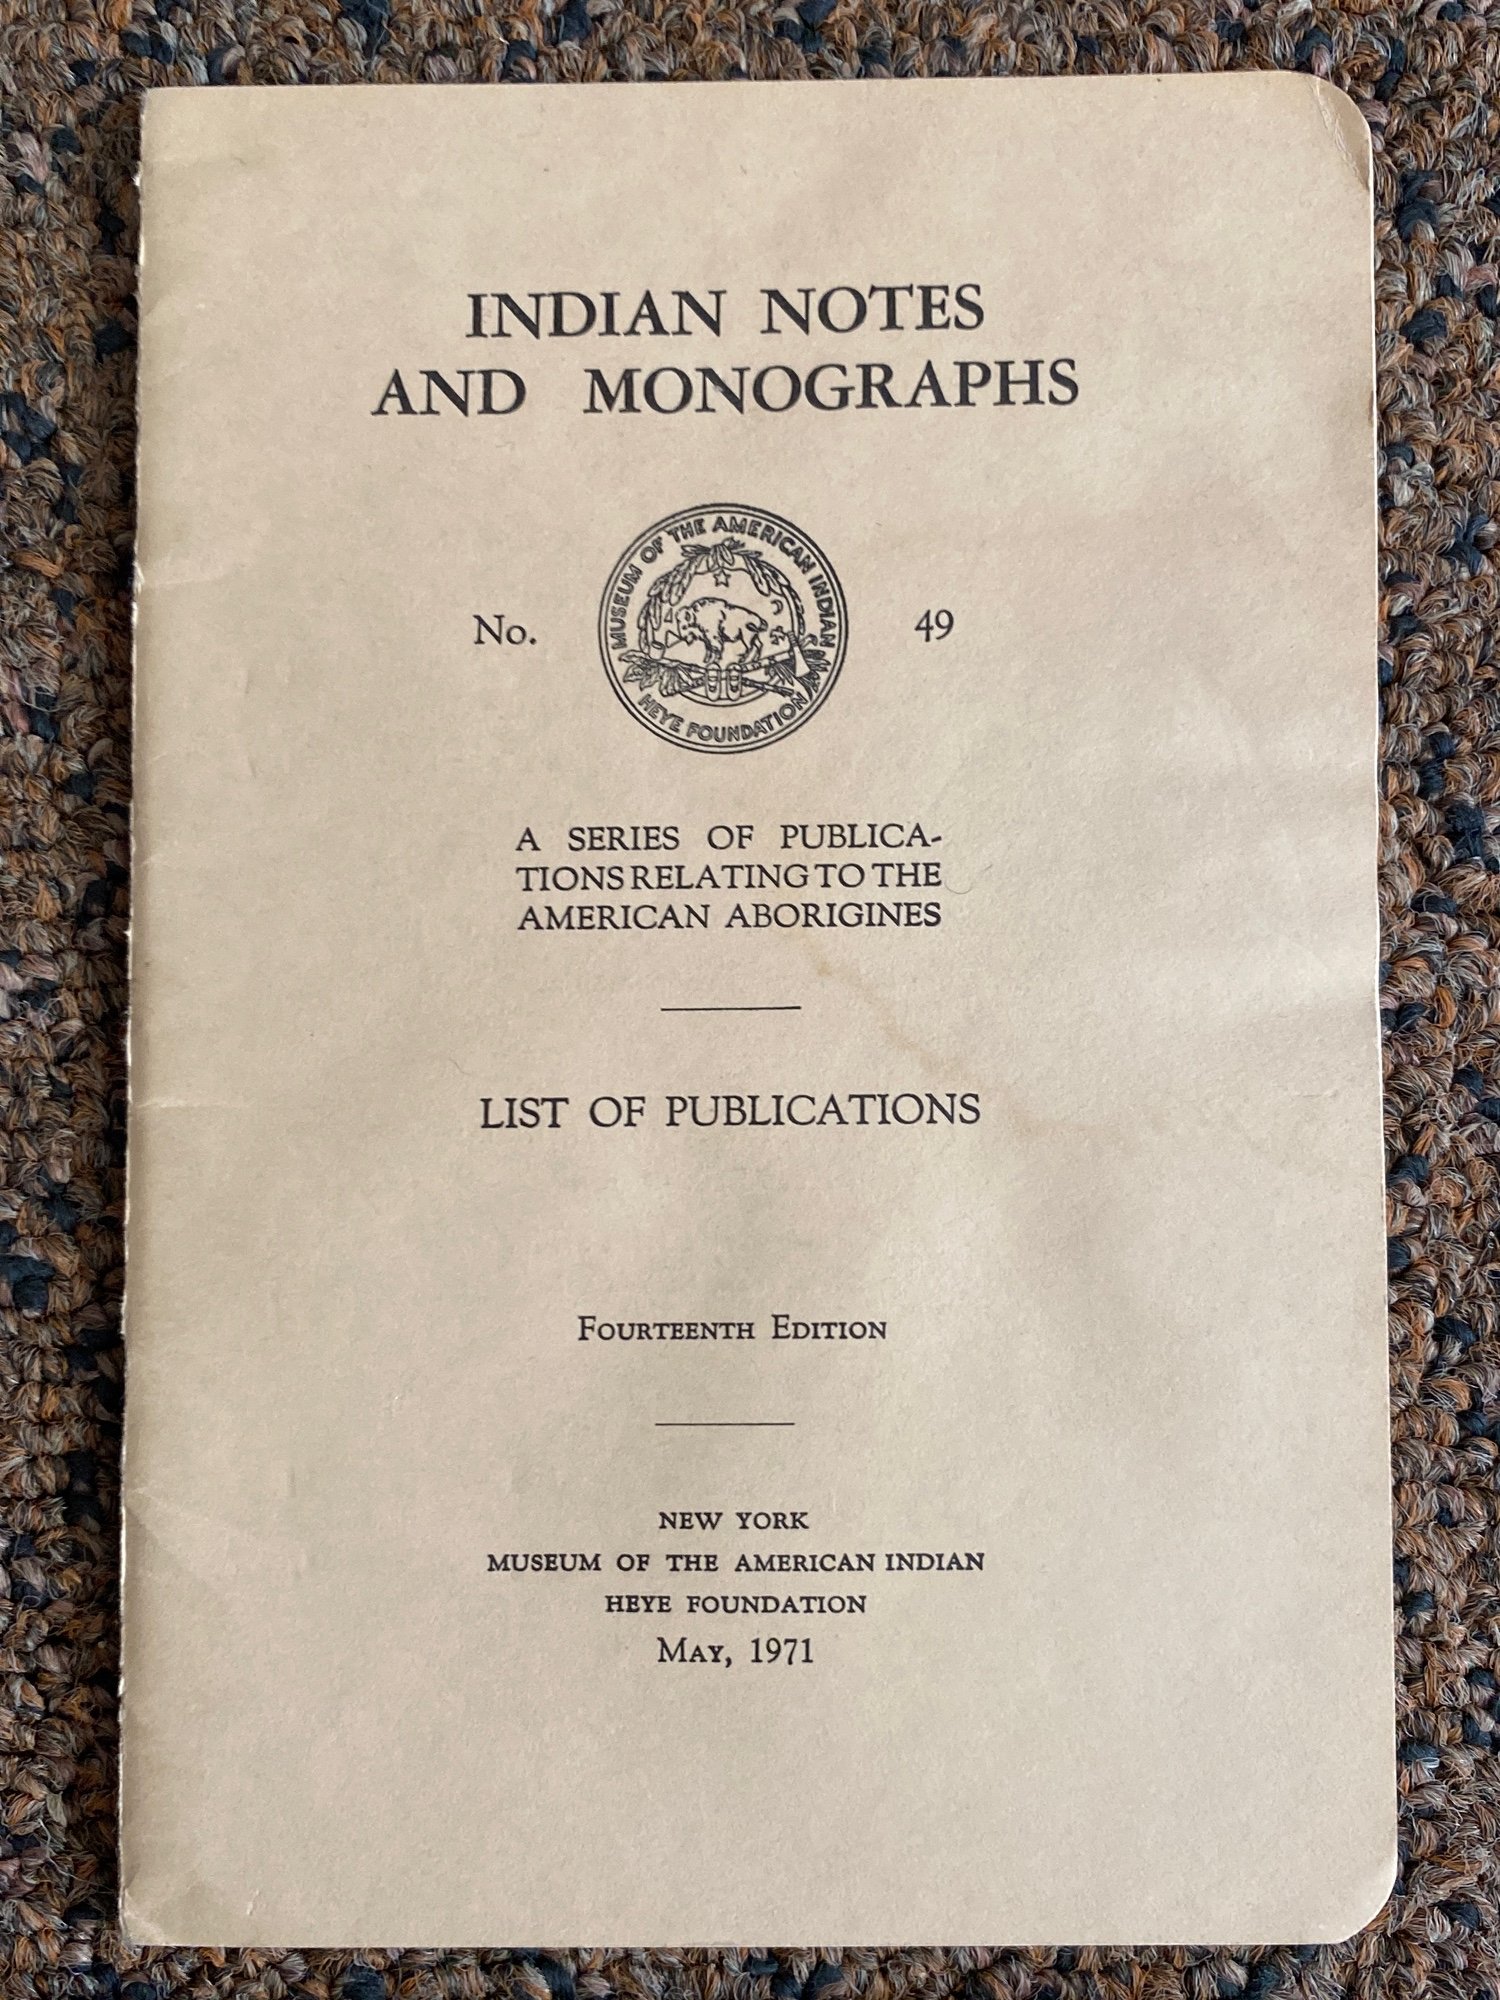 INDIAN NOTES
AND MONOGRAPHS
MUSEUM OF THE AMERICAN INDIAN
HEYE FOUNDATION
No. 49
A SERIES OF PUBLICA-
TIONS RELATING TO THE
AMERICAN ABORIGINES
LIST OF PUBLICATIONS
FOURTEENTH EDITION
NEW YORK
MUSEUM OF THE AMERICAN INDIAN
HEYE FOUNDATION
MAY, 1971